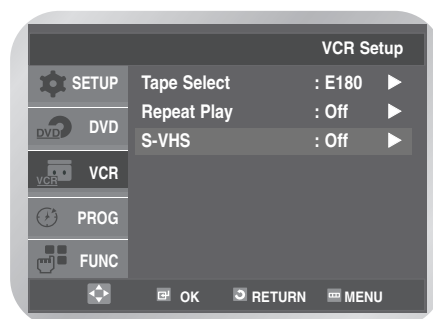 VCR Setup
SETUP
DVD
VCR
PROG
FUNC
Tape Select : E180
Repeat Play : Off
S-VHS : Off
DVD
VCR
OK RETURN MENU